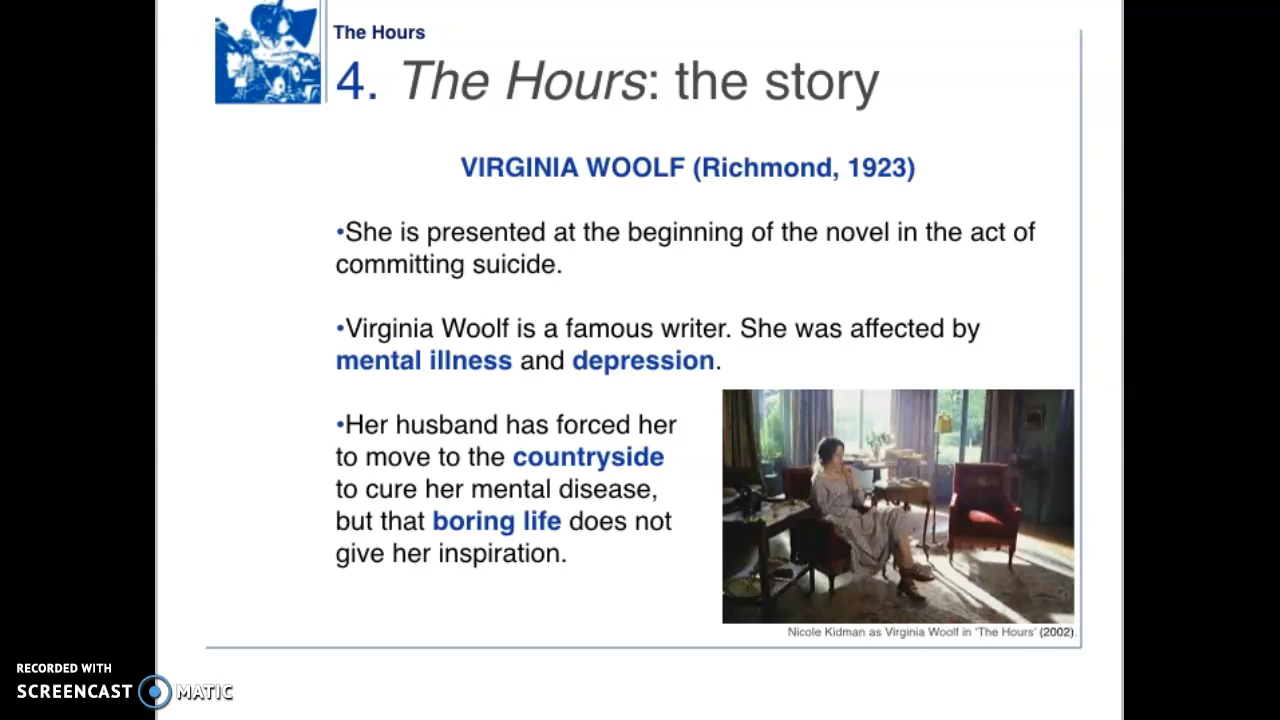 The Hours
4. The Hours: the story
VIRGINIA WOOLF (Richmond, 1923)
•She is presented at the beginning of the novel in the act of
committing suicide.
•Virginia Woolf is a famous writer. She was affected by
mental illness and depression.
•Her husband has forced her
to move to the countryside
to cure her mental disease,
but that boring life does not
give her inspiration.
Nicole Kidman as Virginia Woolf in 'The Hours' (2002).
RECORDED WITH
SCREENCAST MATIC